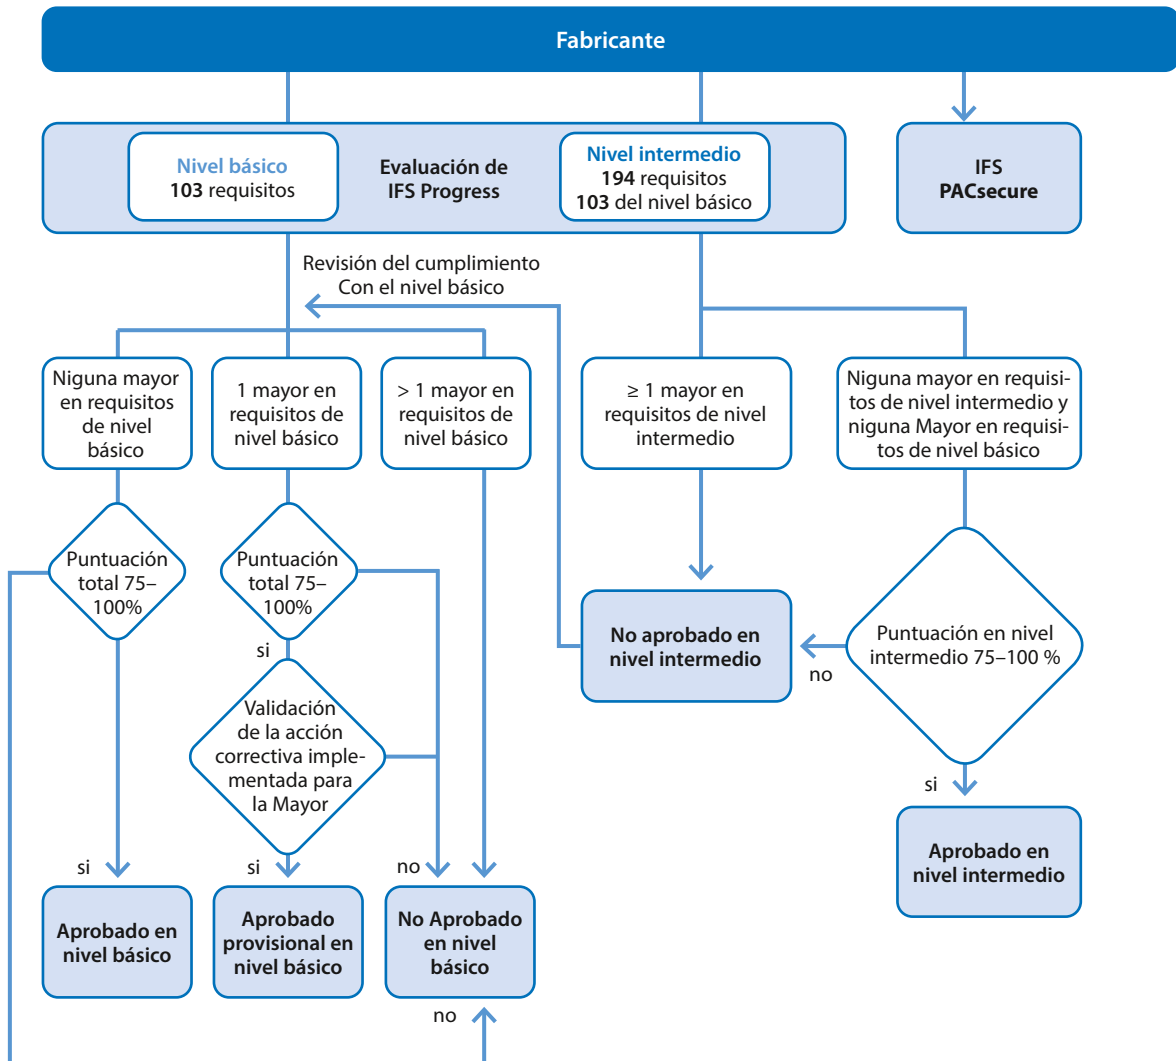 Fabricante
Nivel básico
103 requisitos
Evaluación de
IFS Progress
Nivel intermedio
194 requisitos
103 del nivel básico
IFS
PACsecure
Revisión del cumplimiento
Con el nivel básico
Niguna mayor
en requisitos
de nivel
básico
1 mayor en
requisitos de
nivel básico
> 1 mayor en
requisitos de
nivel básico
≥ 1 mayor en
requisitos de nivel
intermedio
Niguna mayor en requisi-
tos de nivel intermedio y
niguna Mayor en requisi-
tos de nivel básico
Puntuación
total 75–
100%
Puntuación
total 75–
100%
si
No aprobado en
nivel intermedio
no
Puntuación en nivel
intermedio 75–100 %
Validación
de la acción
correctiva imple-
mentada para
la Mayor
si
Aprobado en
nivel intermedio
si
si
no
Aprobado en
nivel básico
Aprobado
provisional en
nivel básico
No Aprobado
en nivel
básico
no